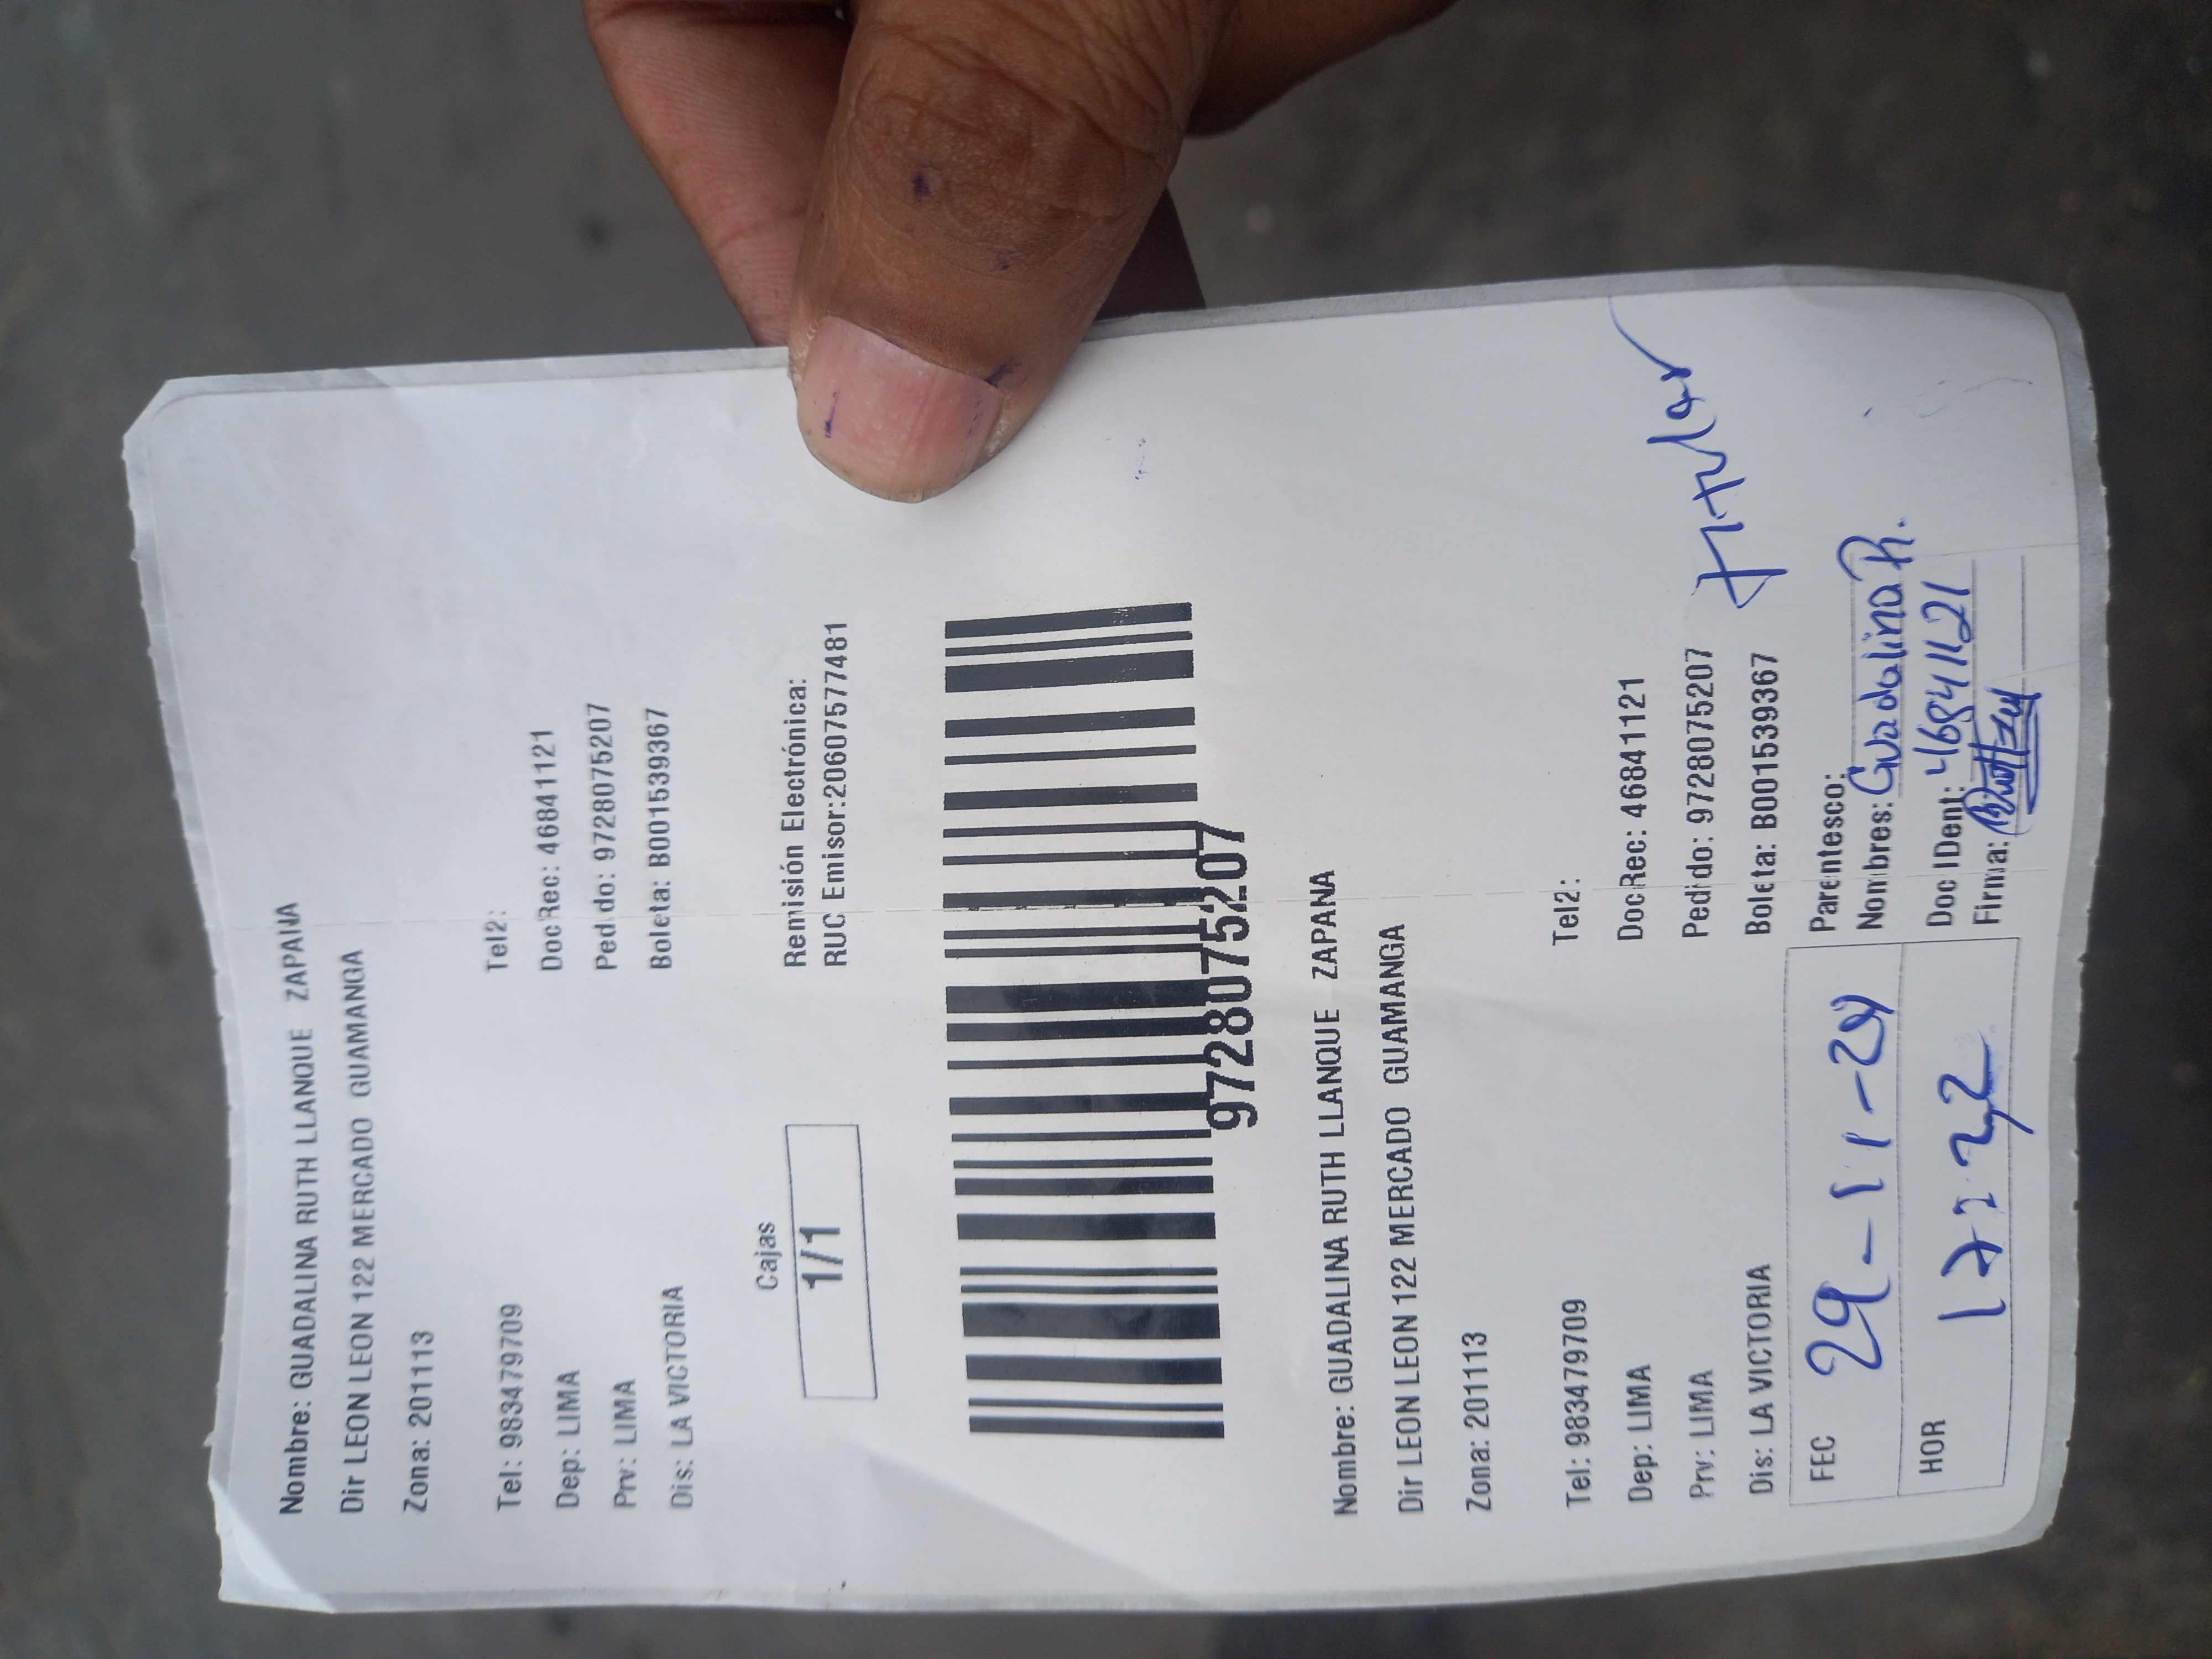 Nombre: GUADALINA RUTH LLANQUE ZAPANA
Dir LEON LEON 122 MERCADO GUAMANGA
Zona: 201113
Tel: 983479709 Tel2:
Dep: LIMA DocRec: 46841121
Prv: LIMA Pedido: 9728075207
Dis: LA VICTORIA Boleta: B001539367
Cajas Remisión Electrónica:
1/1 RUC Emisor:20607577481
9728075207
Nombre: GUADALINA RUTH LLANQUE ZAPANA
Dir LEON LEON 122 MERCADO GUAMANGA
Zona: 201113
Tel: 983479709 Tel2:
Dep: LIMA DocRec: 46841121
Prv: LIMA Pedido: 9728075207
Dis: LA VICTORIA Boleta: B001539367
titular
FEC 29-11-24 Parentesco:
Nombres: Guadalina R.
HOR 17:22 Doc IDent: 46841121
Firma: